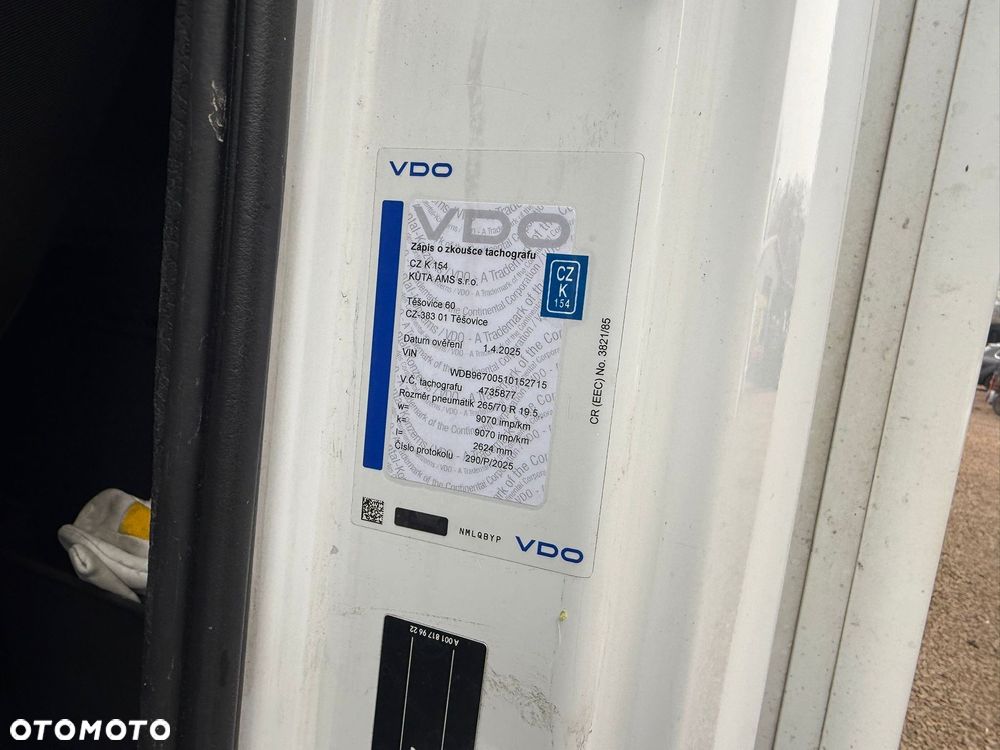 VDO
VDO
Zápis o zkoušce tachografu
CZ K 154
KUTA AMS s.r.o.
CZ
K
154
Těšovice 60
CZ-383 01 Těšovice
Datum ověření 1.4.2025
VIN
WDB96700510152715
V.Č. tachografu 4735877
Rozměr pneumatik 265/70 R 19.5
w= 9070 imp/km
k= 9070 imp/km
l= 2624 mm
Číslo protokolu 290/P/2025
CR (EEC) No. 3821/85
NMLQBYP
VDO
A 001 817 96 22
OTOMOTO